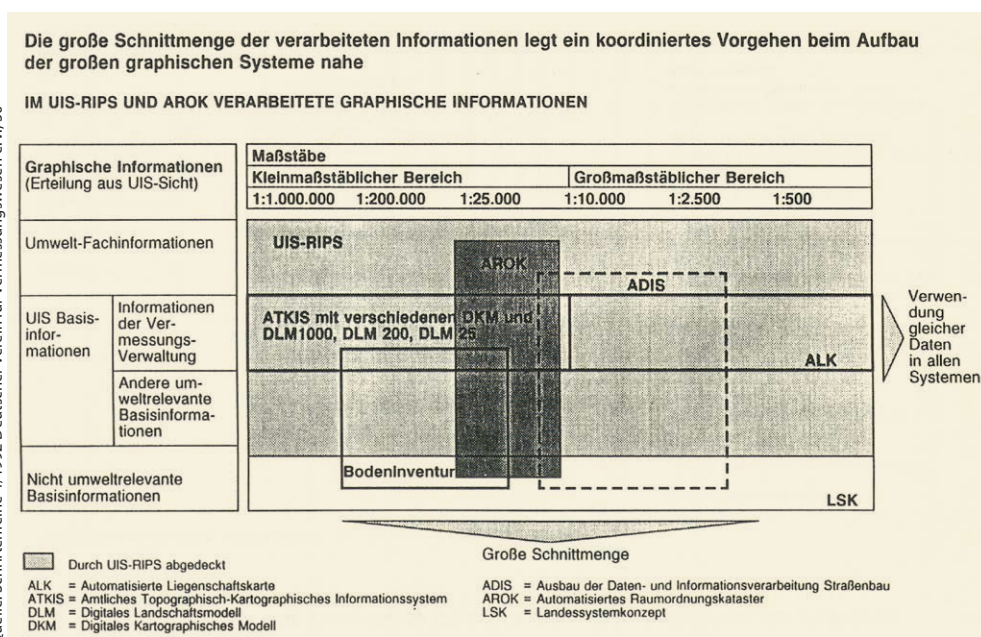 Die große Schnittmenge der verarbeiteten Informationen legt ein koordiniertes Vorgehen beim Aufbau
der großen graphischen Systeme nahe
IM UIS-RIPS UND AROK VERARBEITETE GRAPHISCHE INFORMATIONEN
Graphische Informationen
(Erteilung aus UIS-Sicht)
Maßstäbe
Kleinmaßstäblicher Bereich
Großmaßstäblicher Bereich
1:1.000.000 1:200.000 1:25.000 1:10.000 1:2.500 1:500
Umwelt-Fachinformationen
UIS-RIPS
AROK
ADIS
UIS Basis-
infor-
mationen
Informationen
der Ver-
messungs-
Verwaltung
ATKIS mit verschiedenen DKM und
DLM1000, DLM 200, DLM 25
ALK
Verwen-
dung
gleicher
Daten
in allen
Systemen
Andere um-
weltrelevante
Basisinforma-
tionen
Nicht umweltrelevante
Basisinformationen
BodenInventur
LSK
Große Schnittmenge
Durch UIS-RIPS abgedeckt
ALK = Automatisierte Liegenschaftskarte
ATKIS = Amtliches Topographisch-Kartographisches Informationssystem
DLM = Digitales Landschaftsmodell
DKM = Digitales Kartographisches Modell
ADIS = Ausbau der Daten- und Informationsverarbeitung Straßenbau
AROK = Automatisiertes Raumordnungskataster
LSK = Landessystemkonzept